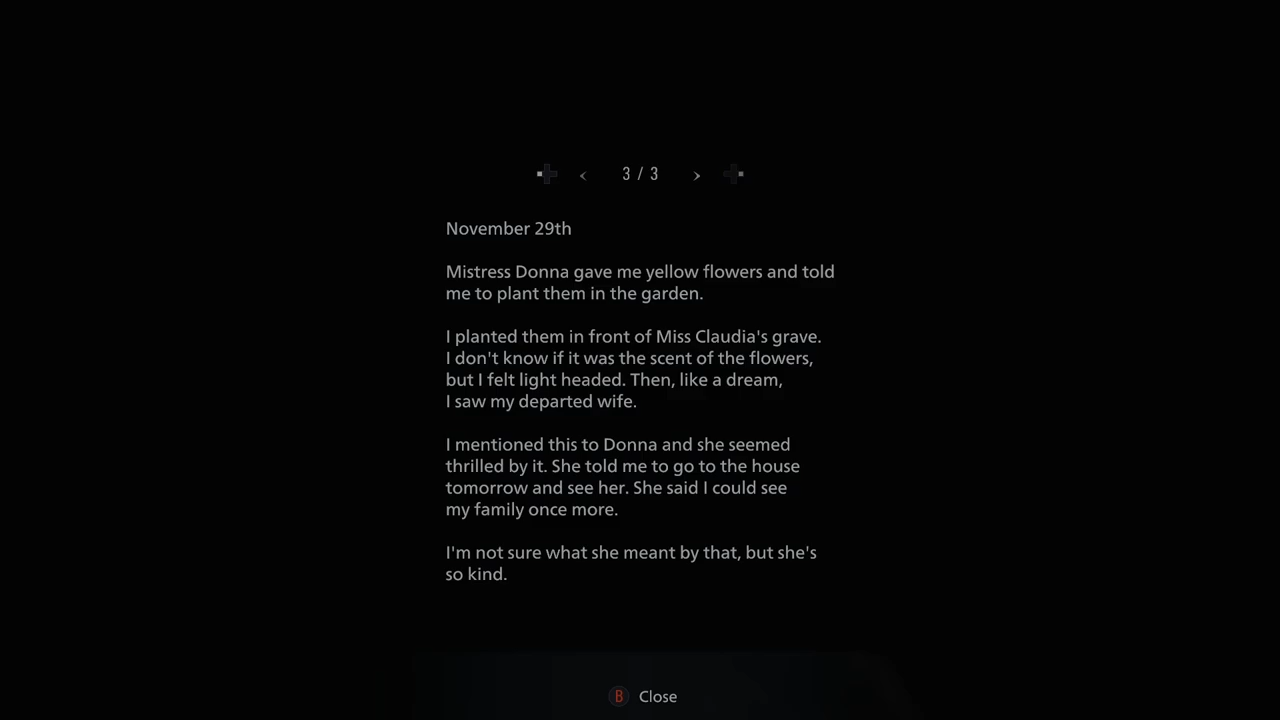 < 3 / 3 >
November 29th
Mistress Donna gave me yellow flowers and told
me to plant them in the garden.
I planted them in front of Miss Claudia's grave.
I don't know if it was the scent of the flowers,
but I felt light headed. Then, like a dream,
I saw my departed wife.
I mentioned this to Donna and she seemed
thrilled by it. She told me to go to the house
tomorrow and see her. She said I could see
my family once more.
I'm not sure what she meant by that, but she's
so kind.
B Close